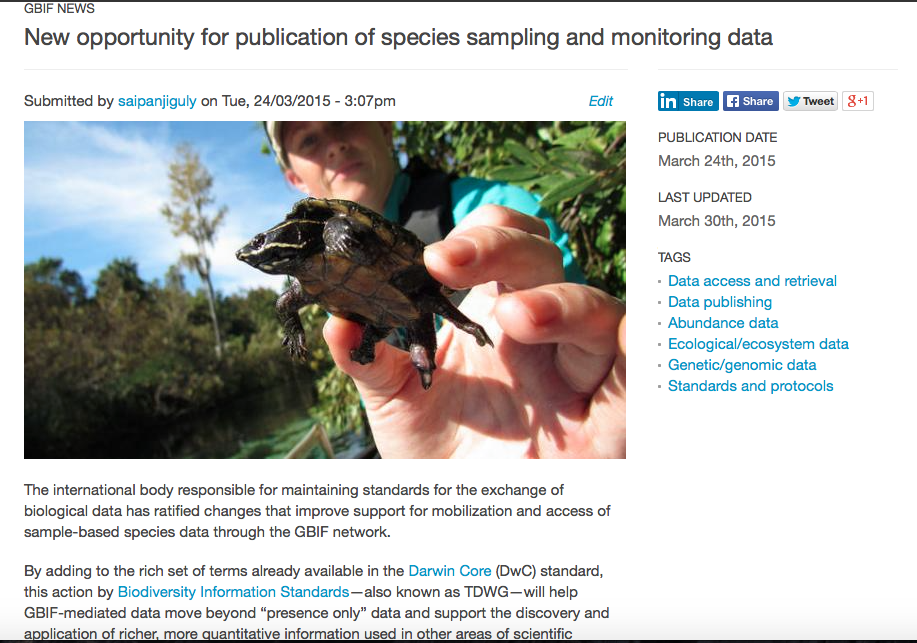 GBIF NEWS
New opportunity for publication of species sampling and monitoring data
Submitted by saipanjiguly on Tue, 24/03/2015 - 3:07pm
Edit
The international body responsible for maintaining standards for the exchange of
biological data has ratified changes that improve support for mobilization and access of
sample-based species data through the GBIF network.
By adding to the rich set of terms already available in the Darwin Core (DwC) standard,
this action by Biodiversity Information Standards—also known as TDWG—will help
GBIF-mediated data move beyond “presence only” data and support the discovery and
application of richer, more quantitative information used in other areas of scientific
in Share
f Share
Tweet
g+1
PUBLICATION DATE
March 24th, 2015
LAST UPDATED
March 30th, 2015
TAGS
Data access and retrieval
Data publishing
Abundance data
Ecological/ecosystem data
Genetic/genomic data
Standards and protocols